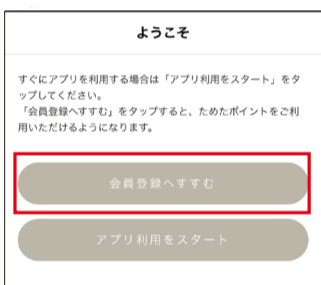 ようこそ
すぐにアプリを利用する場合は「アプリ利用をスタート」をタ
ップしてください。
「会員登録へすすむ」をタップすると、ためたポイントをご利
用いただけるようになります。
会員登録へすすむ
アプリ利用をスタート